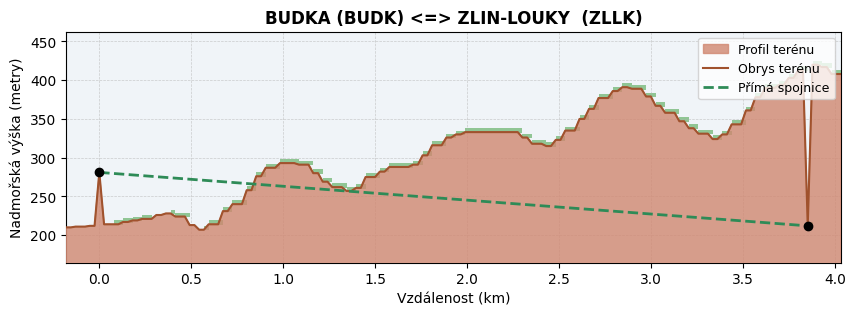 BUDKA (BUDK) <=> ZLIN-LOUKY (ZLLK)
Nadmořská výška (metry)
450
400
350
300
250
200
Profil terénu
Obrys terénu
Přímá spojnice
0.0 0.5 1.0 1.5 2.0 2.5 3.0 3.5 4.0
Vzdálenost (km)